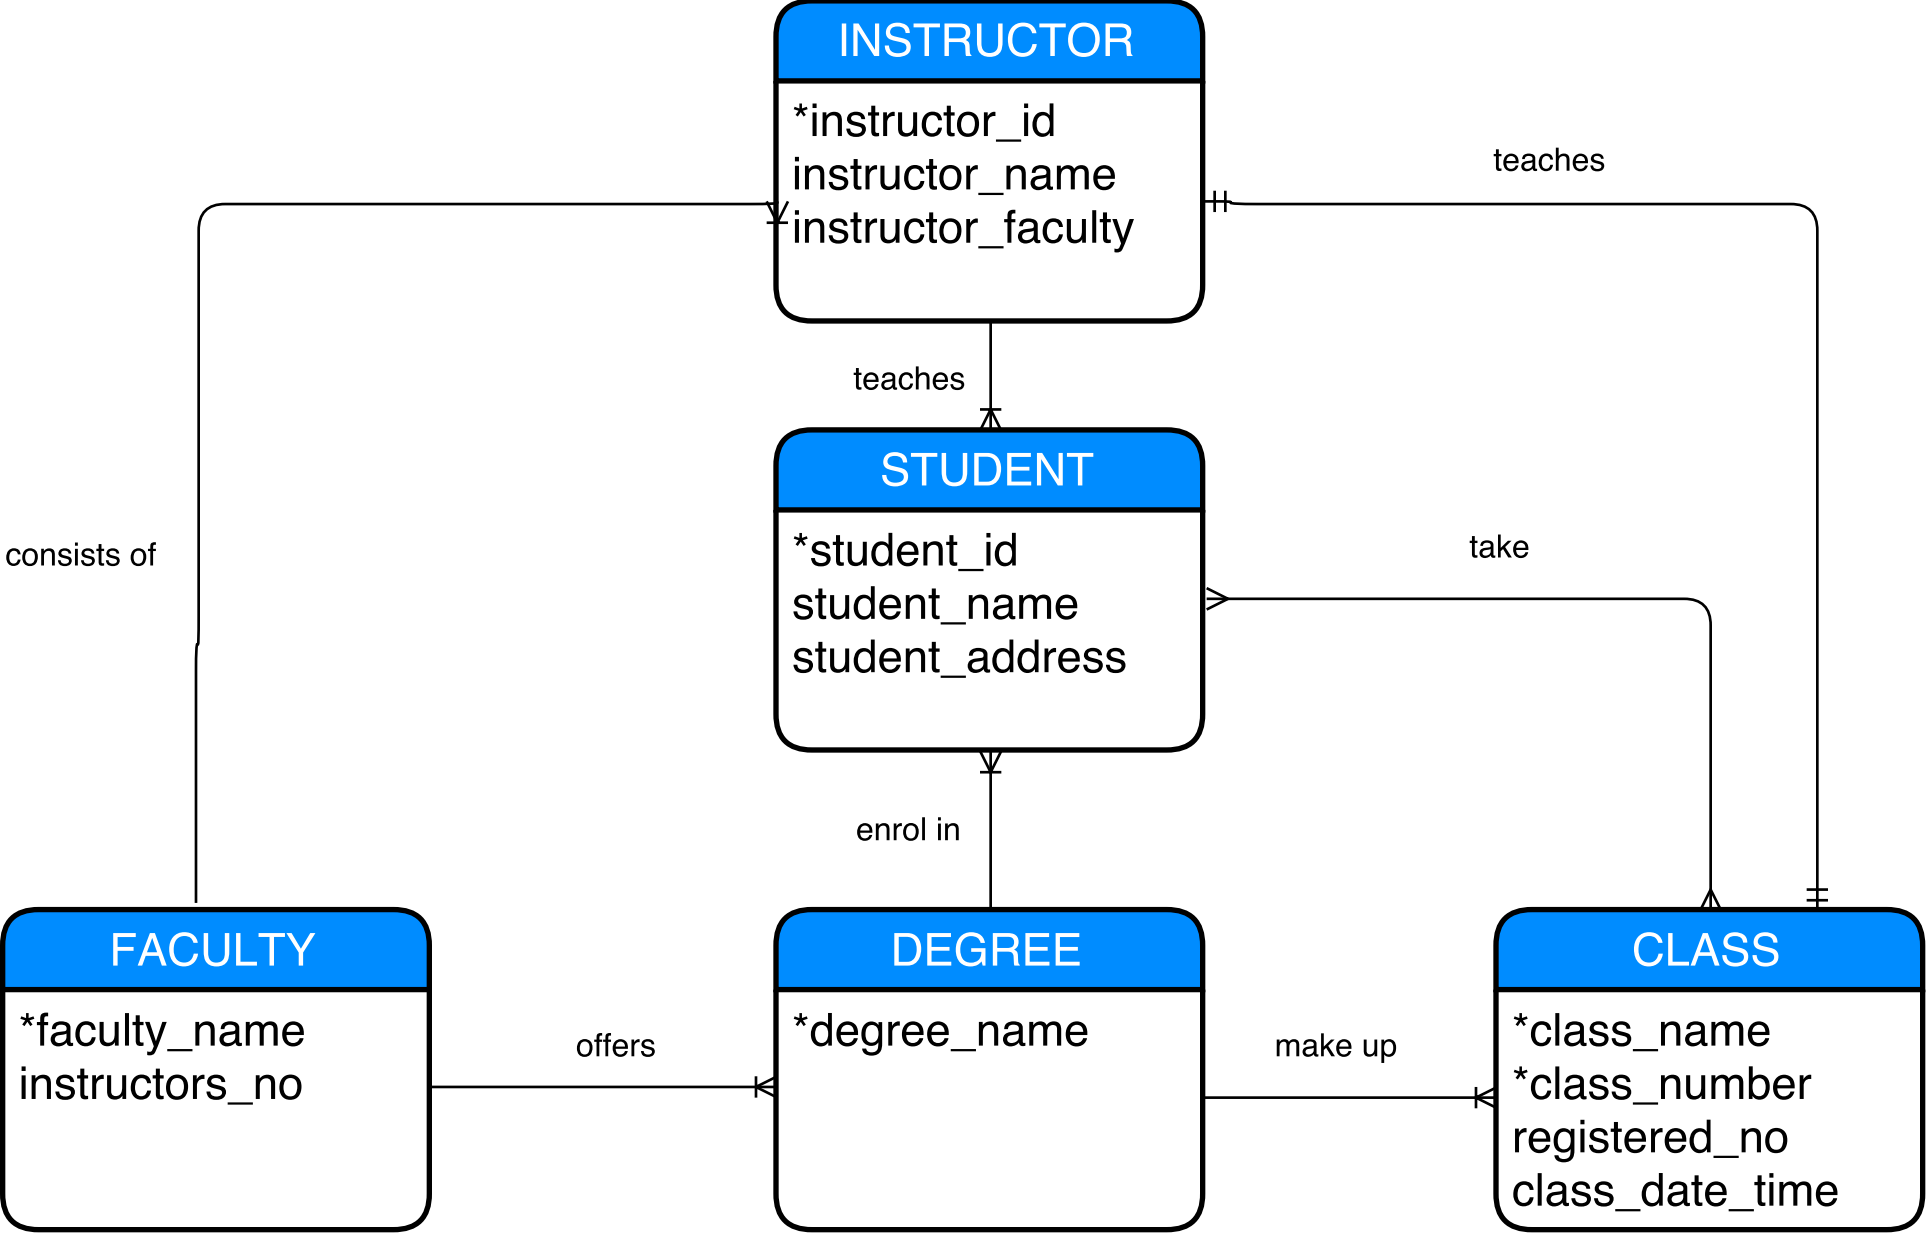 INSTRUCTOR
*instructor_id
instructor_name
instructor_faculty
teaches
teaches
STUDENT
*student_id
student_name
student_address
take
consists of
enrol in
FACULTY
*faculty_name
instructors_no
offers
DEGREE
*degree_name
make up
CLASS
*class_name
*class_number
registered_no
class_date_time